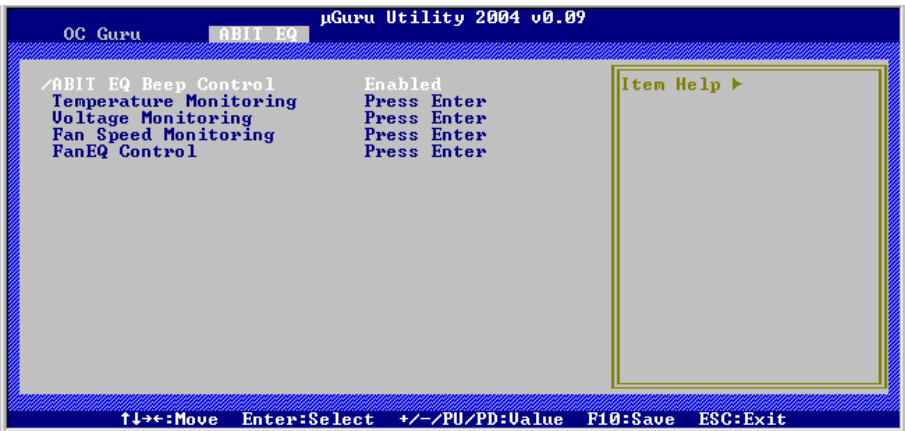 µGuru Utility 2004 v0.09
OC Guru ABIT EQ
/ABIT EQ Beep Control Enabled
Temperature Monitoring Press Enter
Voltage Monitoring Press Enter
Fan Speed Monitoring Press Enter
FanEQ Control Press Enter
Item Help ►
↑↓→←:Move Enter:Select +/-/PU/PD:Value F10:Save ESC:Exit